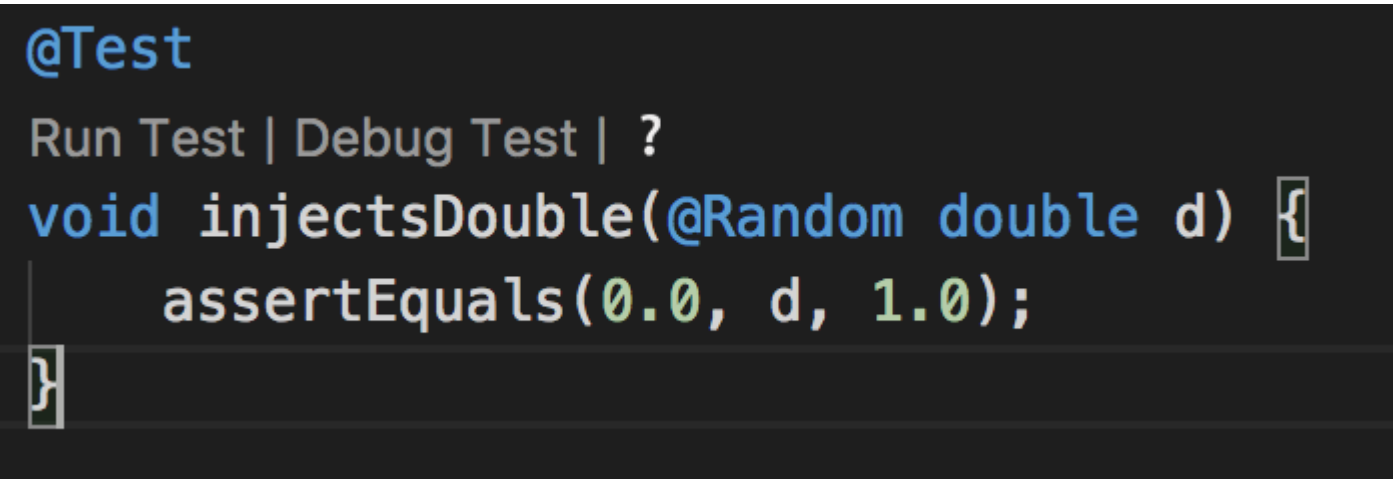 @Test
Run Test | Debug Test | ?
void injectsDouble(@Random double d) {
    assertEquals(0.0, d, 1.0);
}